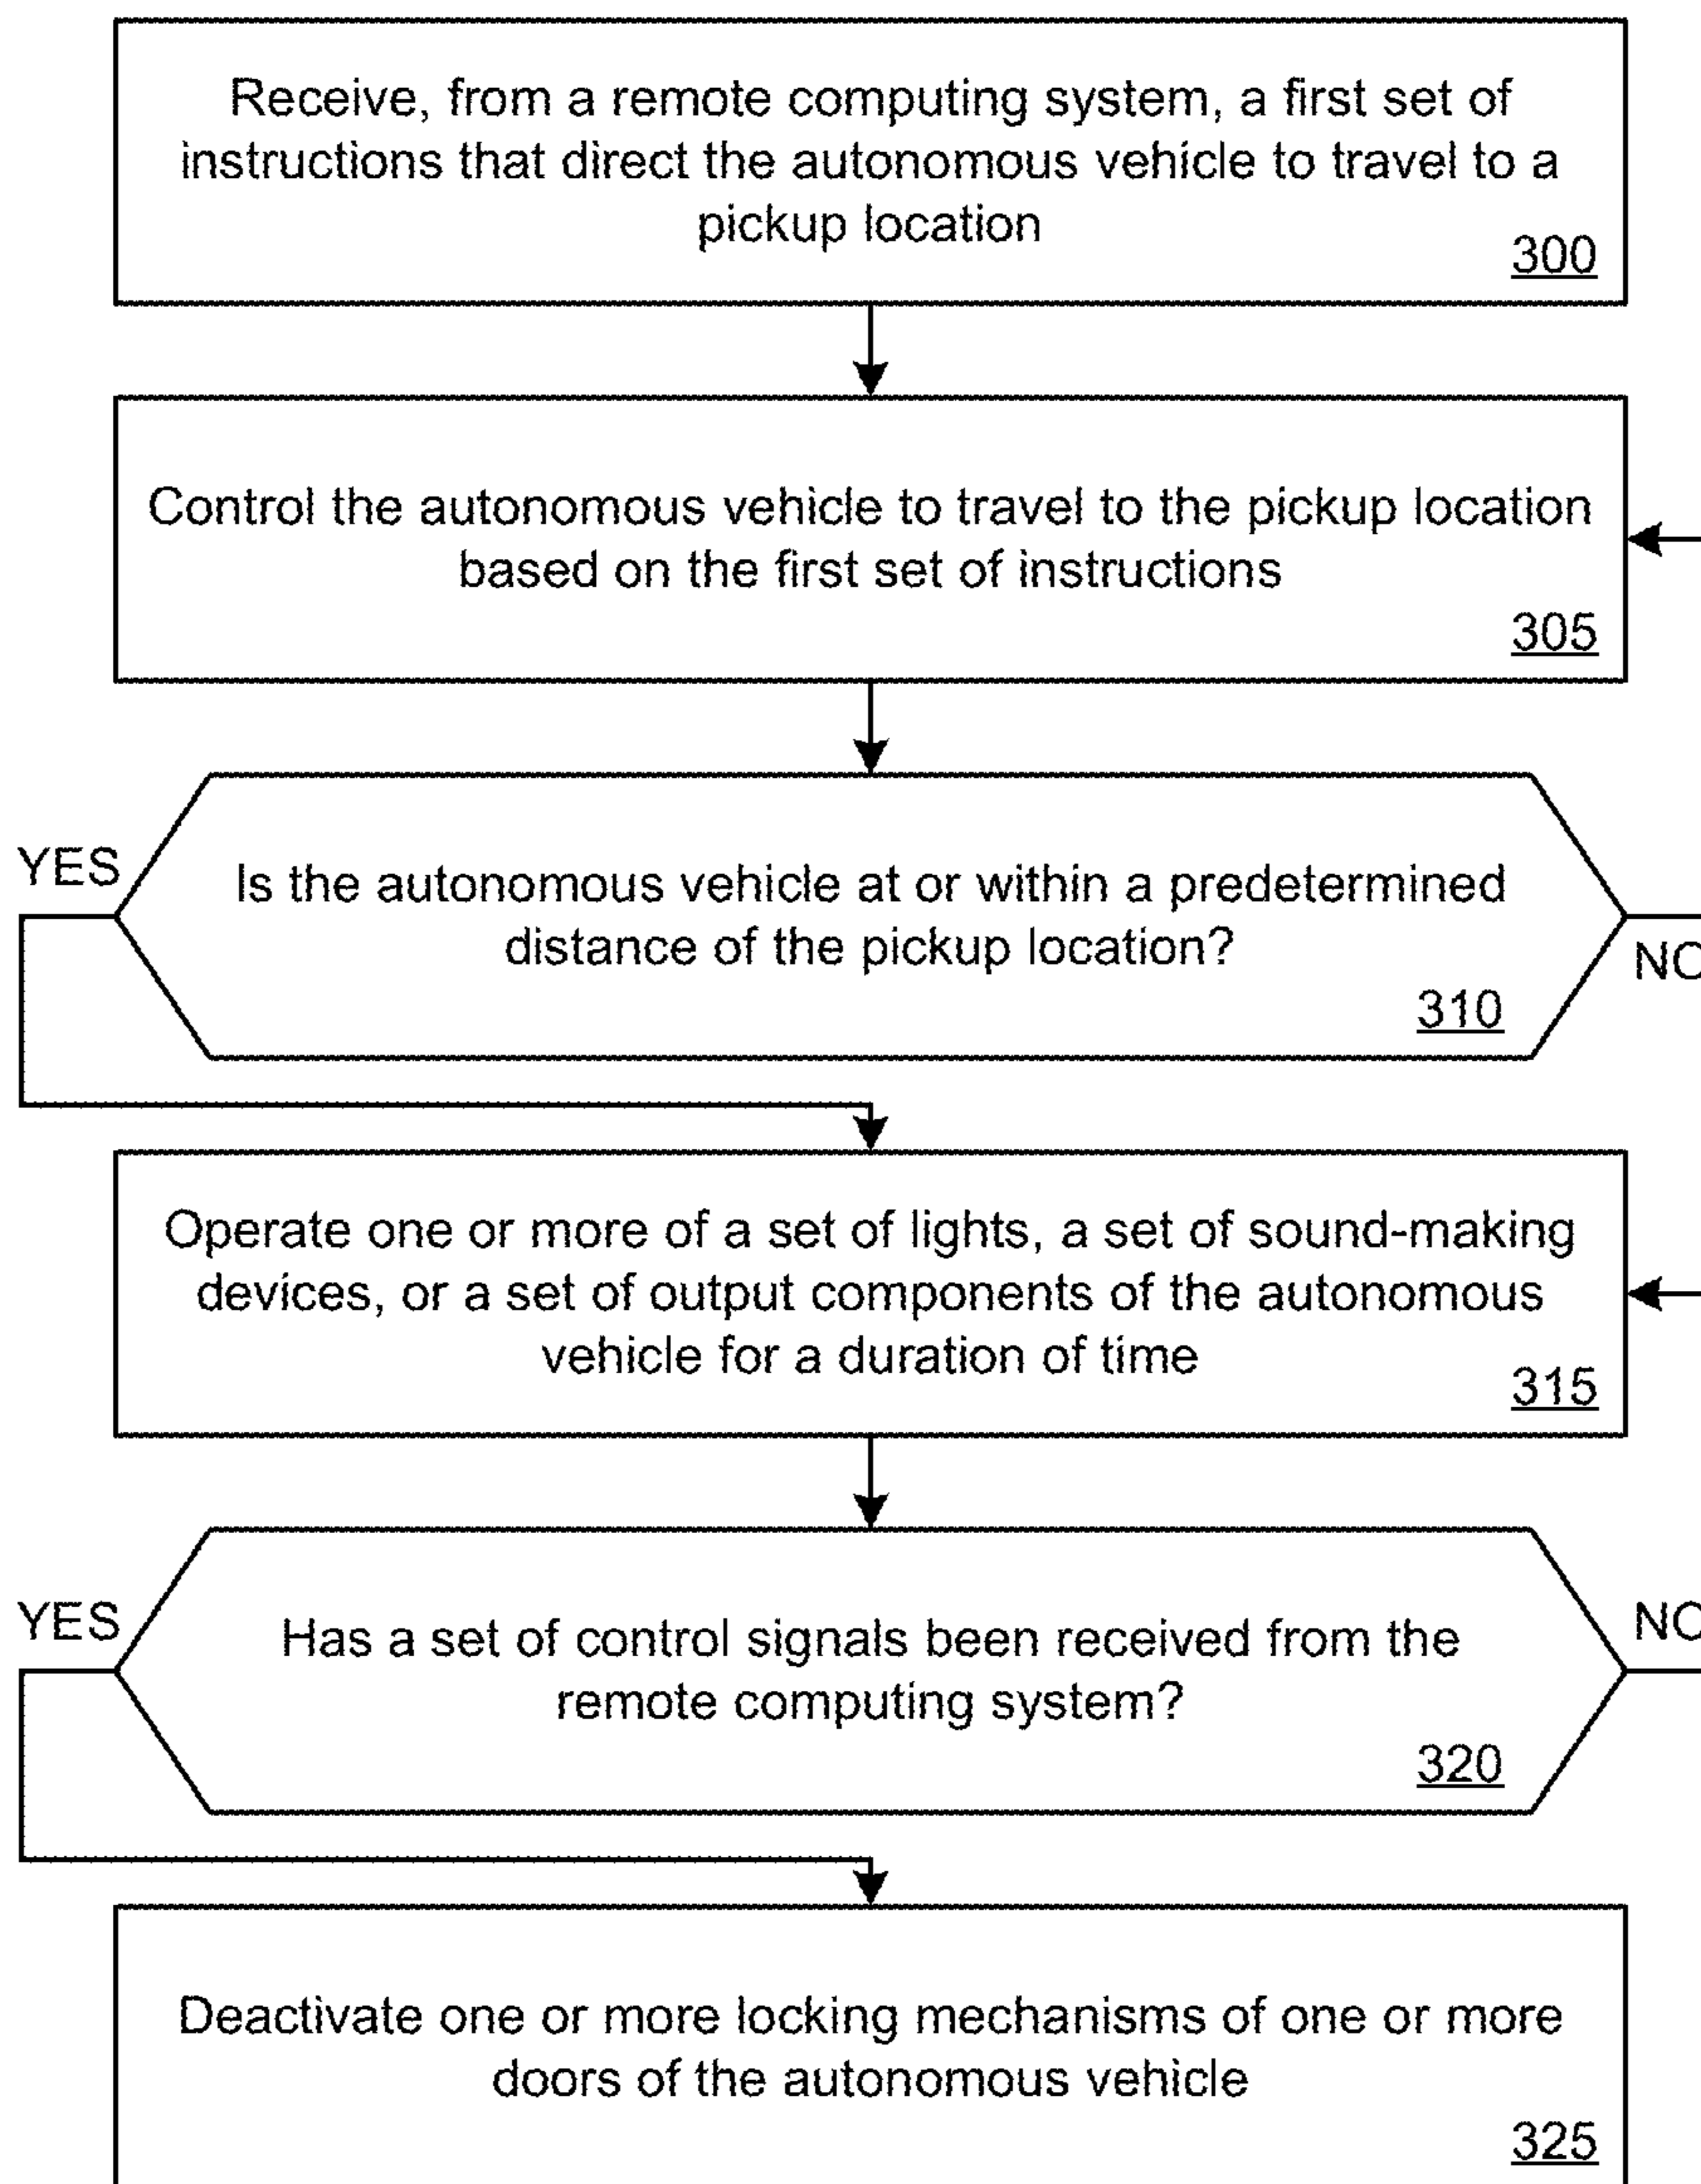 Receive, from a remote computing system, a first set of
instructions that direct the autonomous vehicle to travel to a
pickup location
300
Control the autonomous vehicle to travel to the pickup location
based on the first set of instructions
305
YES
Is the autonomous vehicle at or within a predetermined
distance of the pickup location?
NO
310
Operate one or more of a set of lights, a set of sound-making
devices, or a set of output components of the autonomous
vehicle for a duration of time
315
YES
Has a set of control signals been received from the
remote computing system?
NO
320
Deactivate one or more locking mechanisms of one or more
doors of the autonomous vehicle
325